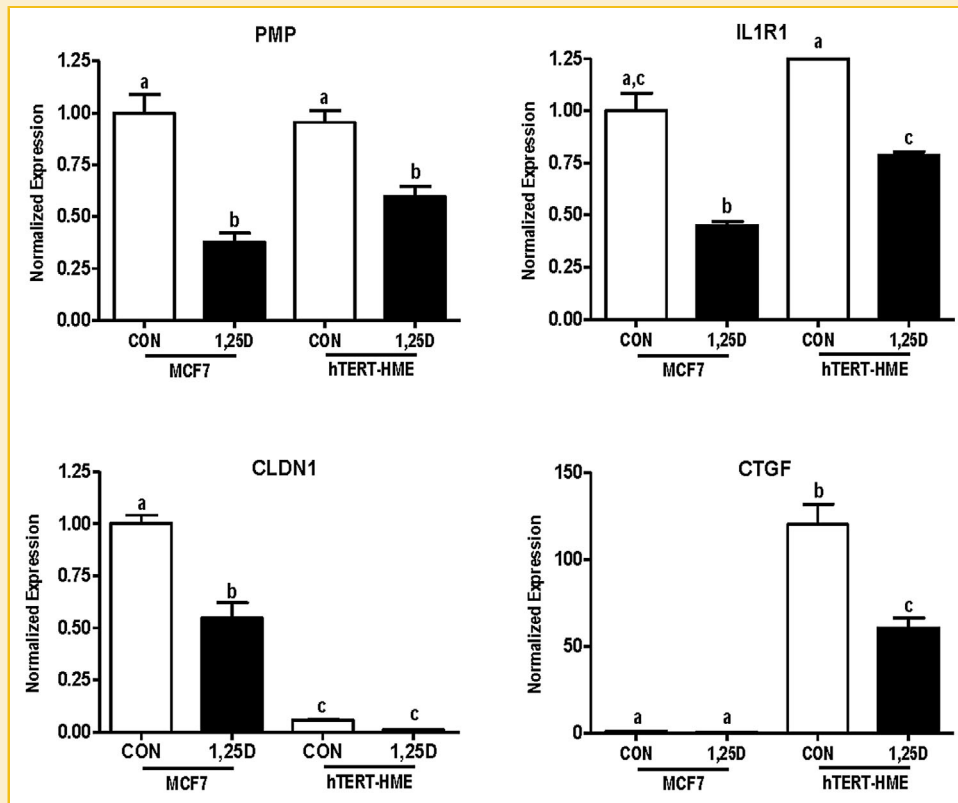 PMP
Normalized Expression
1.25
1.00
0.75
0.50
0.25
0.00
a
b
a
b
CON 1,25D CON 1,25D
MCF7 hTERT-HME
IL1R1
Normalized Expression
1.25
1.00
0.75
0.50
0.25
0.00
a,c
b
a
c
CON 1,25D CON 1,25D
MCF7 hTERT-HME
CLDN1
Normalized Expression
1.25
1.00
0.75
0.50
0.25
0.00
a
b
c
c
CON 1,25D CON 1,25D
MCF7 hTERT-HME
CTGF
Normalized Expression
150
100
50
0
a
a
b
c
CON 1,25D CON 1,25D
MCF7 hTERT-HME